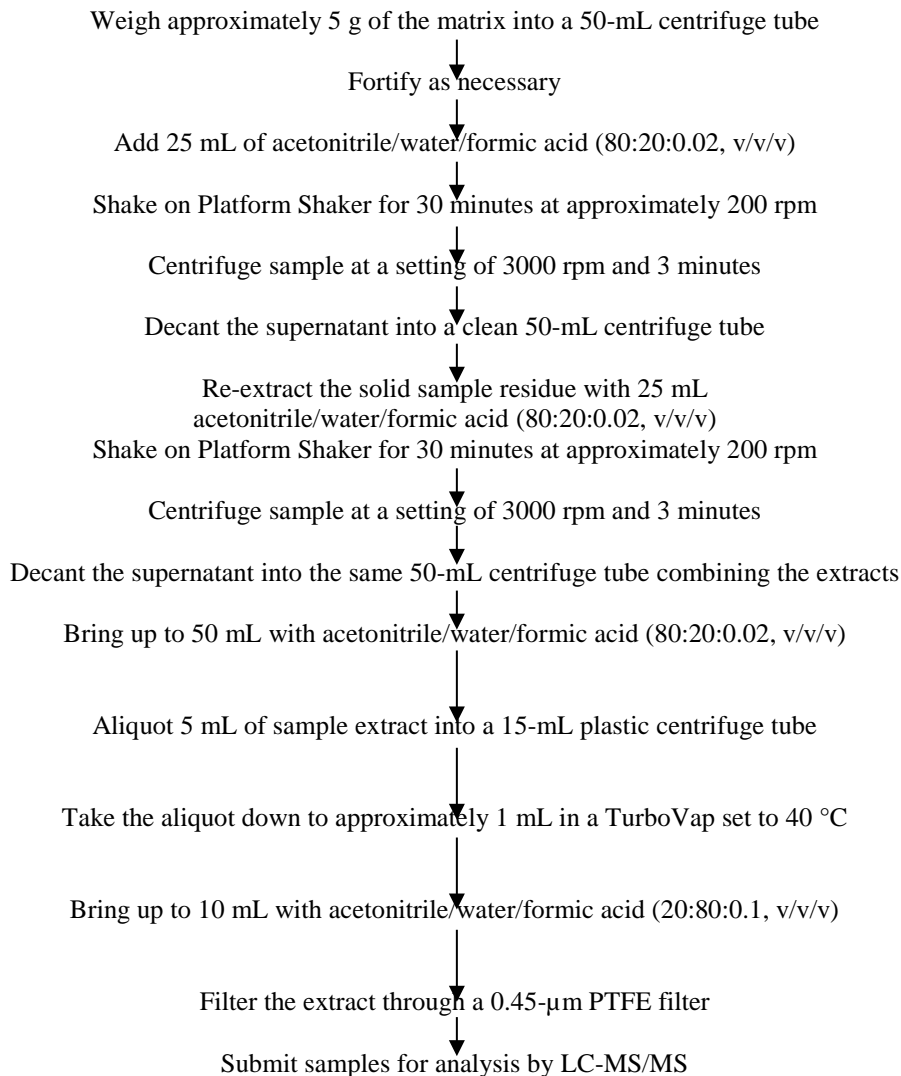 Weigh approximately 5 g of the matrix into a 50-mL centrifuge tube
Fortify as necessary
Add 25 mL of acetonitrile/water/formic acid (80:20:0.02, v/v/v)
Shake on Platform Shaker for 30 minutes at approximately 200 rpm
Centrifuge sample at a setting of 3000 rpm and 3 minutes
Decant the supernatant into a clean 50-mL centrifuge tube
Re-extract the solid sample residue with 25 mL
acetonitrile/water/formic acid (80:20:0.02, v/v/v)
Shake on Platform Shaker for 30 minutes at approximately 200 rpm
Centrifuge sample at a setting of 3000 rpm and 3 minutes
Decant the supernatant into the same 50-mL centrifuge tube combining the extracts
Bring up to 50 mL with acetonitrile/water/formic acid (80:20:0.02, v/v/v)
Aliquot 5 mL of sample extract into a 15-mL plastic centrifuge tube
Take the aliquot down to approximately 1 mL in a TurboVap set to 40 °C
Bring up to 10 mL with acetonitrile/water/formic acid (20:80:0.1, v/v/v)
Filter the extract through a 0.45-µm PTFE filter
Submit samples for analysis by LC-MS/MS